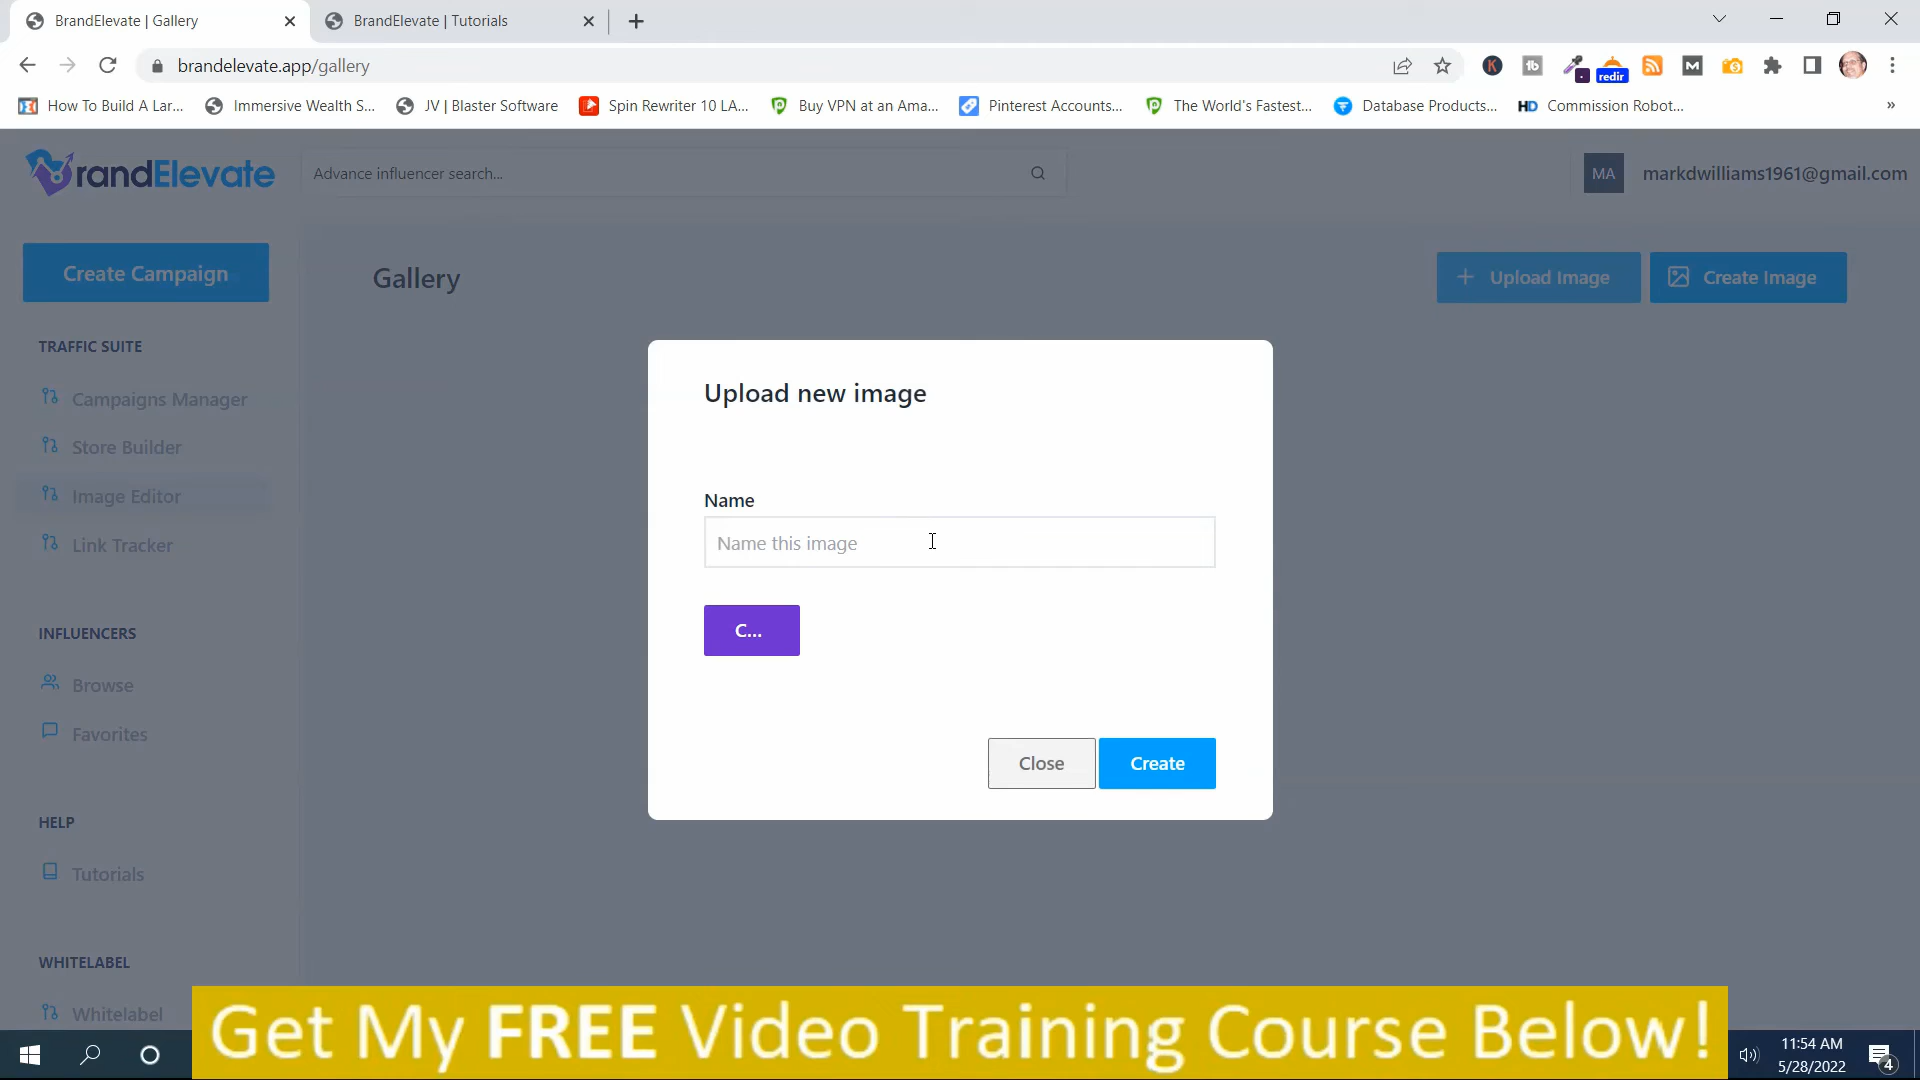 BrandElevate | Gallery
BrandElevate | Tutorials
brandelevate.app/gallery
redir
How To Build A Lar...
Immersive Wealth S...
JV | Blaster Software
Spin Rewriter 10 LA...
Buy VPN at an Ama...
Pinterest Accounts...
The World's Fastest...
Database Products...
HD Commission Robot...
»
randElevate
Advance influencer search...
MA
markdwilliams1961@gmail.com
Create Campaign
Gallery
+ Upload Image
Create Image
TRAFFIC SUITE
Campaigns Manager
Store Builder
Image Editor
Link Tracker
INFLUENCERS
Browse
Favorites
HELP
Tutorials
WHITELABEL
Whitelabel
Upload new image
Name
Name this image
C...
Close
Create
Get My FREE Video Training Course Below!
11:54 AM
5/28/2022
4